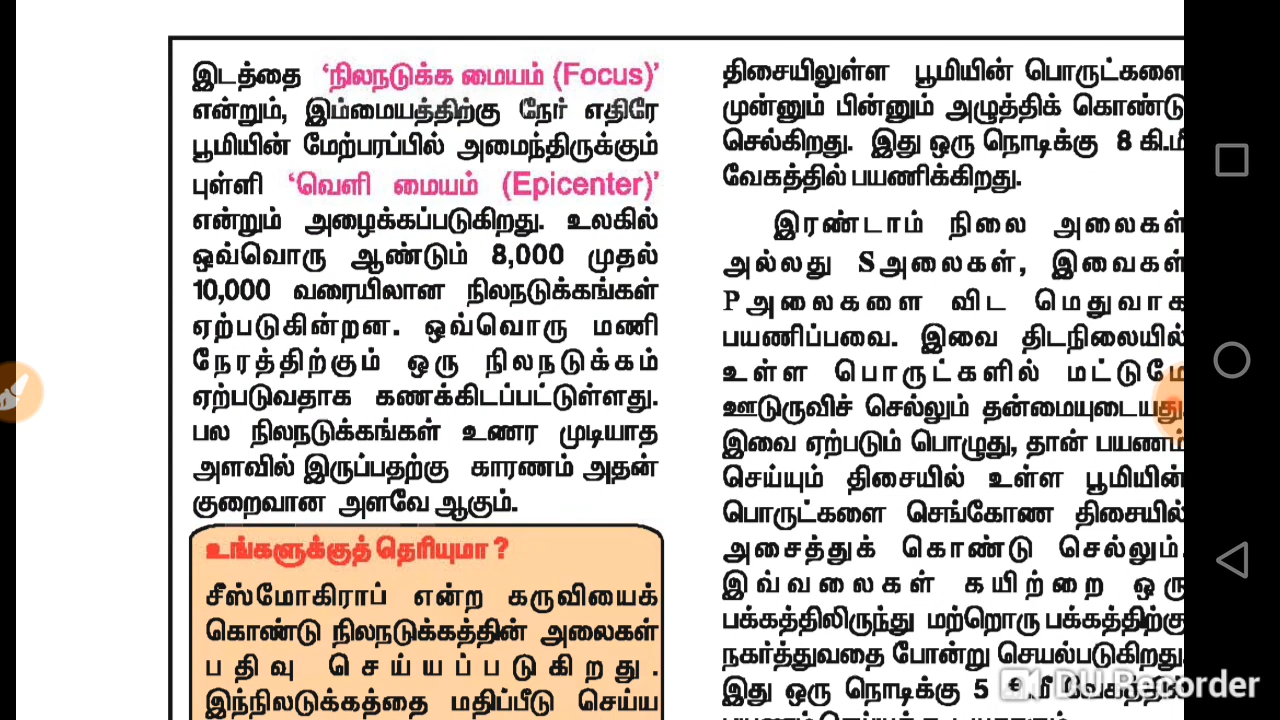 இடத்தை ‘நிலநடுக்க மையம் (Focus)’
என்றும், இம்மையத்திற்கு நேர் எதிரே
பூமியின் மேற்பரப்பில் அமைந்திருக்கும்
புள்ளி ‘வெளி மையம் (Epicenter)’
என்றும் அழைக்கப்படுகிறது. உலகில்
ஒவ்வொரு ஆண்டும் 8,000 முதல்
10,000 வரையிலான நிலநடுக்கங்கள்
ஏற்படுகின்றன. ஒவ்வொரு மணி
நேரத்திற்கும் ஒரு நிலநடுக்கம்
ஏற்படுவதாக கணக்கிடப்பட்டுள்ளது.
பல நிலநடுக்கங்கள் உணர முடியாத
அளவில் இருப்பதற்கு காரணம் அதன்
குறைவான அளவே ஆகும்.
உங்களுக்குத் தெரியுமா ?
சீஸ்மோகிராப் என்ற கருவியைக்
கொண்டு நிலநடுக்கத்தின் அலைகள்
பதிவு செய்யப்படுகிறது.
இந்நிலடுக்கத்தை மதிப்பீடு செய்ய
திசையிலுள்ள பூமியின் பொருட்களை
முன்னும் பின்னும் அழுத்திக் கொண்டு
செல்கிறது. இது ஒரு நொடிக்கு 8 கி.மீ
வேகத்தில் பயணிக்கிறது.
இரண்டாம் நிலை அலைகள்
அல்லது S அலைகள், இவைகள்
P அலைகளை விட மெதுவாக
பயணிப்பவை. இவை திடநிலையில்
உள்ள பொருட்களில் மட்டுமே
ஊடுருவிச் செல்லும் தன்மையுடையது.
இவை ஏற்படும் பொழுது, தான் பயணம்
செய்யும் திசையில் உள்ள பூமியின்
பொருட்களை செங்கோண திசையில்
அசைத்துக் கொண்டு செல்லும்.
இவ்வலைகள் கயிற்றை ஒரு
பக்கத்திலிருந்து மற்றொரு பக்கத்திற்கு
நகர்த்துவதை போன்று செயல்படுகிறது.
இது ஒரு நொடிக்கு 5
DU Recorder